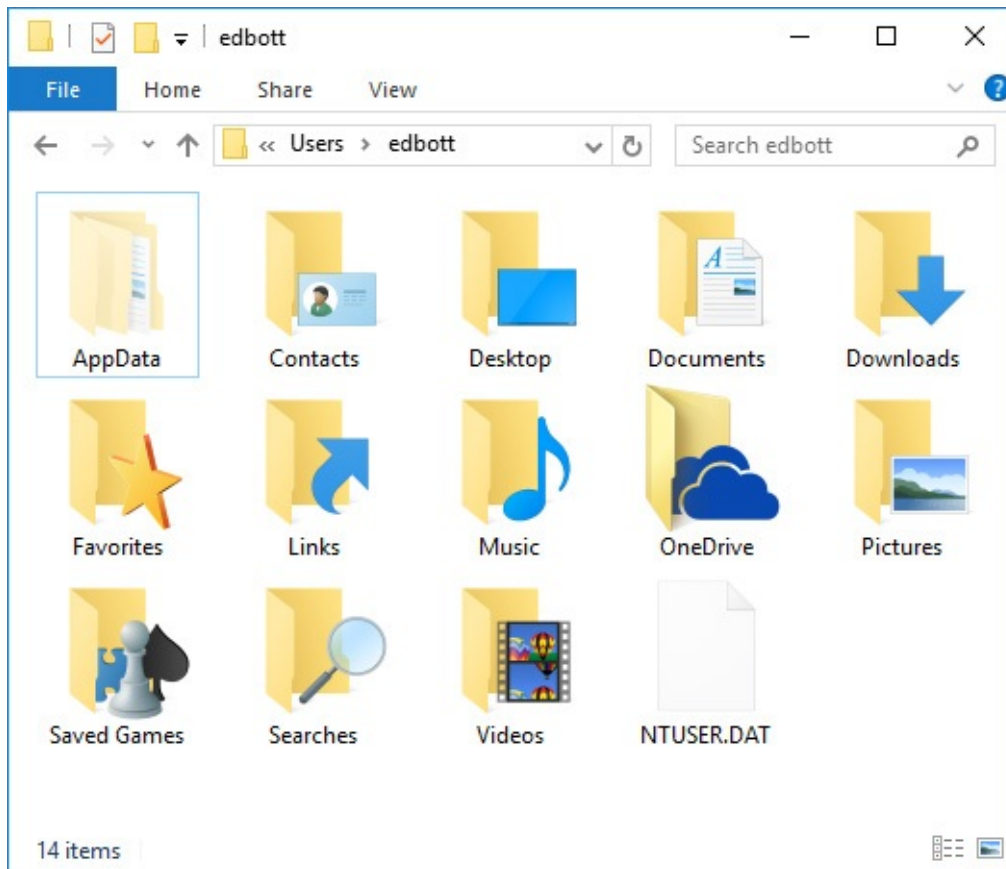 edbott
File Home Share View ?
« Users > edbott Search edbott
AppData Contacts Desktop Documents Downloads
Favorites Links Music OneDrive Pictures
Saved Games Searches Videos NTUSER.DAT
14 items